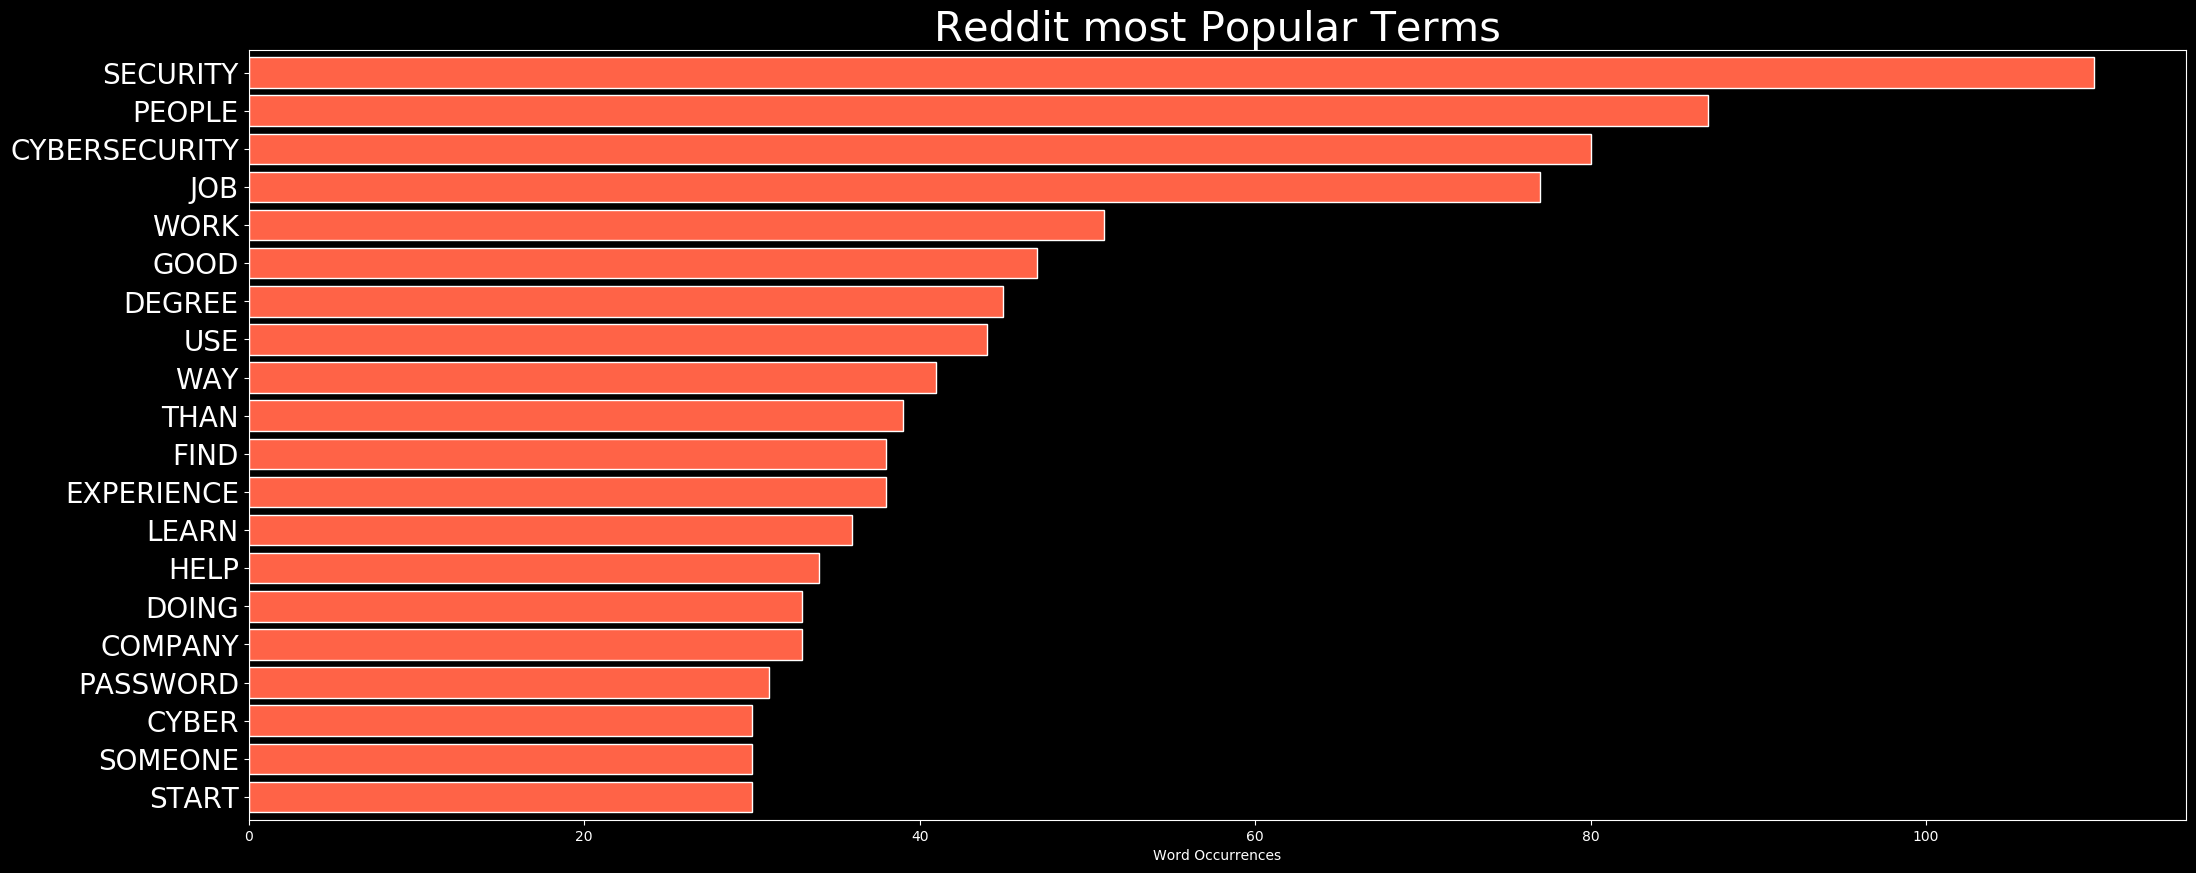 Reddit most Popular Terms
SECURITY
PEOPLE
CYBERSECURITY
JOB
WORK
GOOD
DEGREE
USE
WAY
THAN
FIND
EXPERIENCE
LEARN
HELP
DOING
COMPANY
PASSWORD
CYBER
SOMEONE
START
0 20 40 60 80 100
Word Occurrences